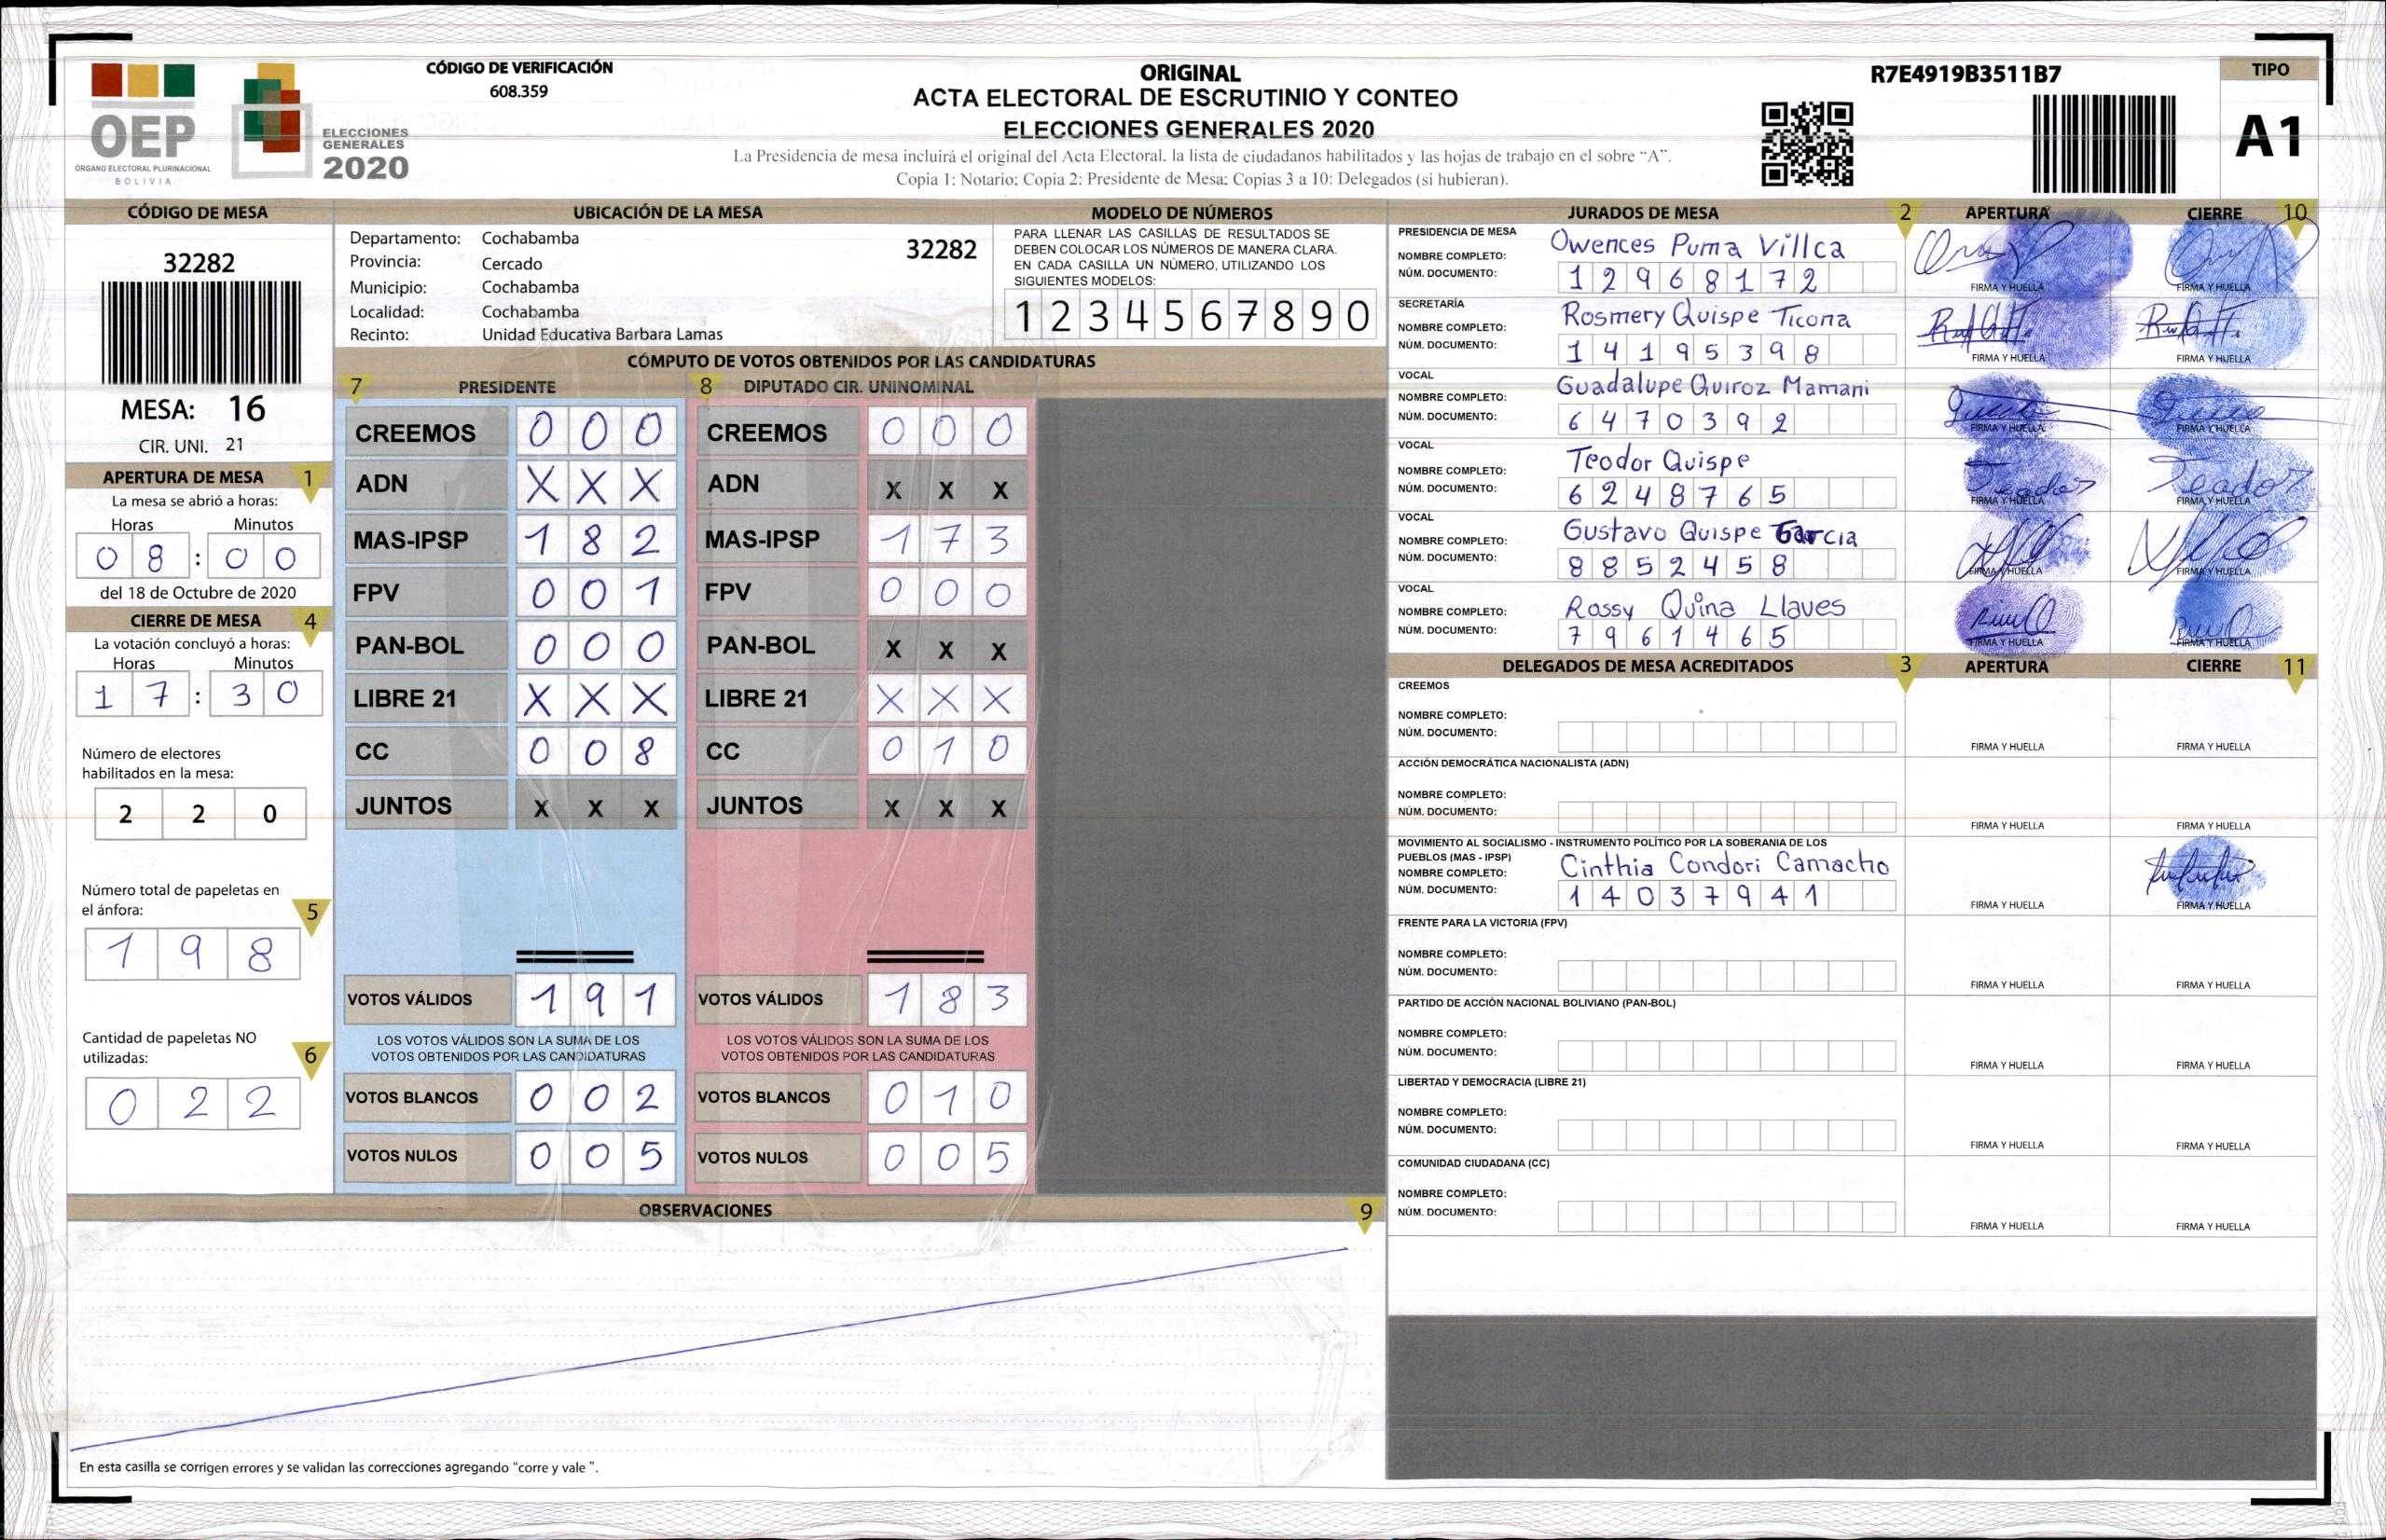 OEP
ÓRGANO ELECTORAL PLURINACIONAL
BOLIVIA
ELECCIONES
GENERALES
2020
CÓDIGO DE VERIFICACIÓN
608.359
ORIGINAL
ACTA ELECTORAL DE ESCRUTINIO Y CONTEO
ELECCIONES GENERALES 2020
La Presidencia de mesa incluirá el original del Acta Electoral, la lista de ciudadanos habilitados y las hojas de trabajo en el sobre "A".
Copia 1: Notario; Copia 2: Presidente de Mesa; Copias 3 a 10: Delegados (si hubieran).
R7E4919B3511B7
TIPO
A1
CÓDIGO DE MESA
32282
MESA: 16
CIR. UNI. 21
APERTURA DE MESA 1
La mesa se abrió a horas:
Horas Minutos
0 8 : 0 0
del 18 de Octubre de 2020
CIERRE DE MESA 4
La votación concluyó a horas:
Horas Minutos
1 7 : 3 0
Número de electores
habilitados en la mesa:
2 2 0
Número total de papeletas en
el ánfora: 5
1 9 8
Cantidad de papeletas NO
utilizadas: 6
0 2 2
UBICACIÓN DE LA MESA
Departamento: Cochabamba 32282
Provincia: Cercado
Municipio: Cochabamba
Localidad: Cochabamba
Recinto: Unidad Educativa Barbara Lamas
MODELO DE NÚMEROS
PARA LLENAR LAS CASILLAS DE RESULTADOS SE
DEBEN COLOCAR LOS NÚMEROS DE MANERA CLARA.
EN CADA CASILLA UN NÚMERO, UTILIZANDO LOS
SIGUIENTES MODELOS:
1 2 3 4 5 6 7 8 9 0
CÓMPUTO DE VOTOS OBTENIDOS POR LAS CANDIDATURAS
7 PRESIDENTE 8 DIPUTADO CIR. UNINOMINAL
CREEMOS 0 0 0 CREEMOS 0 0 0
ADN X X X ADN X X X
MAS-IPSP 1 8 2 MAS-IPSP 1 7 3
FPV 0 0 1 FPV 0 0 0
PAN-BOL 0 0 0 PAN-BOL X X X
LIBRE 21 X X X LIBRE 21 X X X
CC 0 0 8 CC 0 1 0
JUNTOS X X X JUNTOS X X X
VOTOS VÁLIDOS 1 9 1 VOTOS VÁLIDOS 1 8 3
LOS VOTOS VÁLIDOS SON LA SUMA DE LOS LOS VOTOS VÁLIDOS SON LA SUMA DE LOS
VOTOS OBTENIDOS POR LAS CANDIDATURAS VOTOS OBTENIDOS POR LAS CANDIDATURAS
VOTOS BLANCOS 0 0 2 VOTOS BLANCOS 0 1 0
VOTOS NULOS 0 0 5 VOTOS NULOS 0 0 5
OBSERVACIONES 9
En esta casilla se corrigen errores y se validan las correcciones agregando "corre y vale ".
JURADOS DE MESA 2 APERTURA CIERRE 10
PRESIDENCIA DE MESA
NOMBRE COMPLETO: Owences Puma Villca
NÚM. DOCUMENTO: 1 2 9 6 8 1 7 2
FIRMA Y HUELLA FIRMA Y HUELLA
SECRETARÍA
NOMBRE COMPLETO: Rosmery Quispe Ticona
NÚM. DOCUMENTO: 1 4 1 9 5 3 9 8
FIRMA Y HUELLA FIRMA Y HUELLA
VOCAL
NOMBRE COMPLETO: Guadalupe Quiroz Mamani
NÚM. DOCUMENTO: 6 4 7 0 3 9 2
FIRMA Y HUELLA FIRMA Y HUELLA
VOCAL
NOMBRE COMPLETO: Teodor Quispe
NÚM. DOCUMENTO: 6 2 4 8 7 6 5
FIRMA Y HUELLA FIRMA Y HUELLA
VOCAL
NOMBRE COMPLETO: Gustavo Quispe Garcia
NÚM. DOCUMENTO: 8 8 5 2 4 5 8
FIRMA Y HUELLA FIRMA Y HUELLA
VOCAL
NOMBRE COMPLETO: Rossy Quina Llaves
NÚM. DOCUMENTO: 7 9 6 1 4 6 5
FIRMA Y HUELLA FIRMA Y HUELLA
DELEGADOS DE MESA ACREDITADOS 3 APERTURA CIERRE 11
CREEMOS
NOMBRE COMPLETO:
NÚM. DOCUMENTO:
FIRMA Y HUELLA FIRMA Y HUELLA
ACCIÓN DEMOCRÁTICA NACIONALISTA (ADN)
NOMBRE COMPLETO:
NÚM. DOCUMENTO:
FIRMA Y HUELLA FIRMA Y HUELLA
MOVIMIENTO AL SOCIALISMO - INSTRUMENTO POLÍTICO POR LA SOBERANIA DE LOS
PUEBLOS (MAS - IPSP)
NOMBRE COMPLETO: Cinthia Condori Camacho
NÚM. DOCUMENTO: 1 4 0 3 7 9 4 1
FIRMA Y HUELLA FIRMA Y HUELLA
FRENTE PARA LA VICTORIA (FPV)
NOMBRE COMPLETO:
NÚM. DOCUMENTO:
FIRMA Y HUELLA FIRMA Y HUELLA
PARTIDO DE ACCIÓN NACIONAL BOLIVIANO (PAN-BOL)
NOMBRE COMPLETO:
NÚM. DOCUMENTO:
FIRMA Y HUELLA FIRMA Y HUELLA
LIBERTAD Y DEMOCRACIA (LIBRE 21)
NOMBRE COMPLETO:
NÚM. DOCUMENTO:
FIRMA Y HUELLA FIRMA Y HUELLA
COMUNIDAD CIUDADANA (CC)
NOMBRE COMPLETO:
NÚM. DOCUMENTO:
FIRMA Y HUELLA FIRMA Y HUELLA